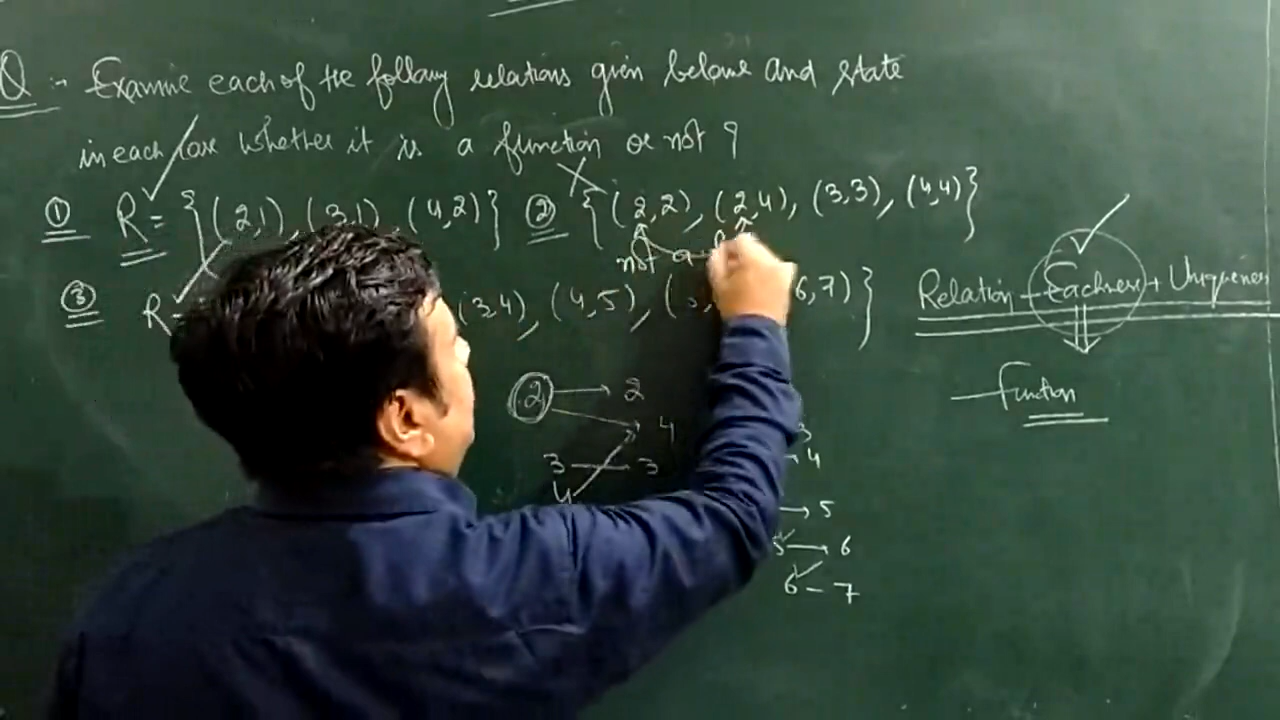 Q :- Examine each of the following relations given below and state
in each case whether it is a function or not ?
① R = {(2,1), (3,1), (4,2)} ② {(2,2), (2,4), (3,3), (4,4)}
not a
③ R = (3,4), (4,5), (5, 6,7)}
Relation - Eachness + Uniqueness
Function
2 → 2
4
3 3
4
3
4
→ 5
5 → 6
6 - 7